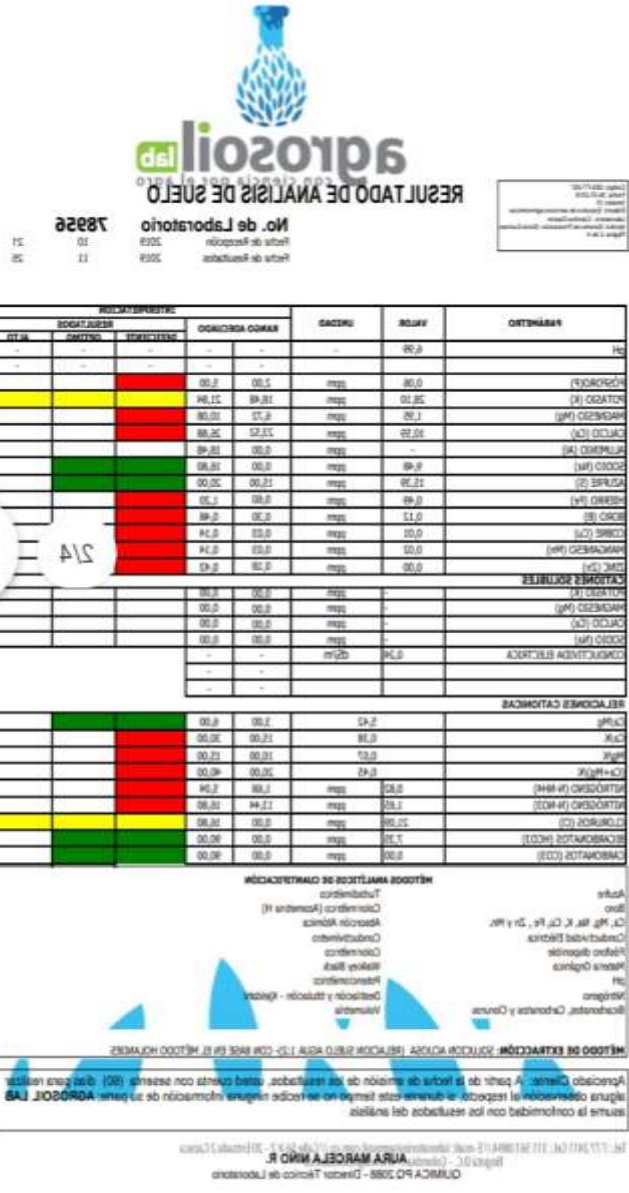 agrosoil lab
con ciencia por el agro
RESULTADO DE ANALISIS DE SUELO
No. de Laboratorio 78956
Fecha de Recepción 2019 10 21
Fecha de Resultados 2019 11 25
INTERPRETACIÓN
PARÁMETRO VALOR UNIDAD RANGO ADECUADO RESULTADOS
DEFICIENTE OPTIMO ALTO
pH 6,99 - - - - - -
- - - - -
FÓSFORO(P) 0,06 ppm 2,00 5,00
POTASIO (K) 28,10 ppm 18,48 21,84
MAGNESIO (Mg) 1,95 ppm 6,72 10,08
CALCIO (Ca) 10,59 ppm 23,52 26,88
ALUMINIO (Al) - ppm 0,00 18,48
SODIO (Na) 9,48 ppm 0,00 16,80
AZUFRE (S) 15,39 ppm 15,00 20,00
HIERRO (Fe) 0,49 ppm 0,60 1,20
BORO (B) 0,12 ppm 0,30 0,48
COBRE (Cu) 0,01 ppm 0,03 0,14
MANGANESO (Mn) 0,02 ppm 0,03 0,14
ZINC (Zn) 0,00 ppm 0,28 0,42
2/4
CATIONES SOLUBLES
POTASIO (K) - ppm 0,00 0,00
MAGNESIO (Mg) - ppm 0,00 0,00
CALCIO (Ca) - ppm 0,00 0,00
SODIO (Na) - ppm 0,00 0,00
CONDUCTIVIDA ELECTRICA 0,24 dS/m - -
- -
- -
RELACIONES CATIONICAS
Ca/Mg 5,42 3,00 6,00
Ca/K 0,38 15,00 30,00
Mg/K 0,07 10,00 15,00
(Ca+Mg)/K 0,45 20,00 40,00
NITRÓGENO (N-NH4) 0,82 ppm 1,68 5,04
NITRÓGENO (N-NO3) 1,65 ppm 13,44 16,80
CLORUROS (Cl) 21,09 ppm 0,00 16,80
BICARBONATOS (HCO3) 7,35 ppm 0,00 90,00
CARBONATOS (CO3) 0,00 ppm 0,00 90,00
MÉTODOS ANALÍTICOS DE CUANTIFICACIÓN
Azufre Turbidimétrico
Boro Colorimétrico (Azometina H)
Ca, Mg, Na, K, Cu, Fe, Zn y Mn. Absorción Atómica
Conductividad Eléctrica Conductivimétro
Fósforo disponible Colorimétrico
Materia Orgánica Walkey Black
pH Potenciométrico
Nitrógeno Destilación y titulación - Kjeldahl
Bicarbonatos, Carbonatos y Cloruros Volumetría
MÉTODO DE EXTRACCIÓN: SOLUCION ACUOSA (RELACION SUELO AGUA 1:2)- CON BASE EN EL MÉTODO HOLANDES
Apreciado Cliente: A partir de la fecha de emisión de los resultados, usted cuenta con sesenta (60) días para realizar
alguna observación al respecto, si durante este tiempo no se recibe ninguna información de su parte, AGROSOIL LAB
asume la conformidad con los resultados del análisis
AURA MARCELA NIÑO R.
QUIMICA PQ 2088 - Director Técnico de Laboratorio